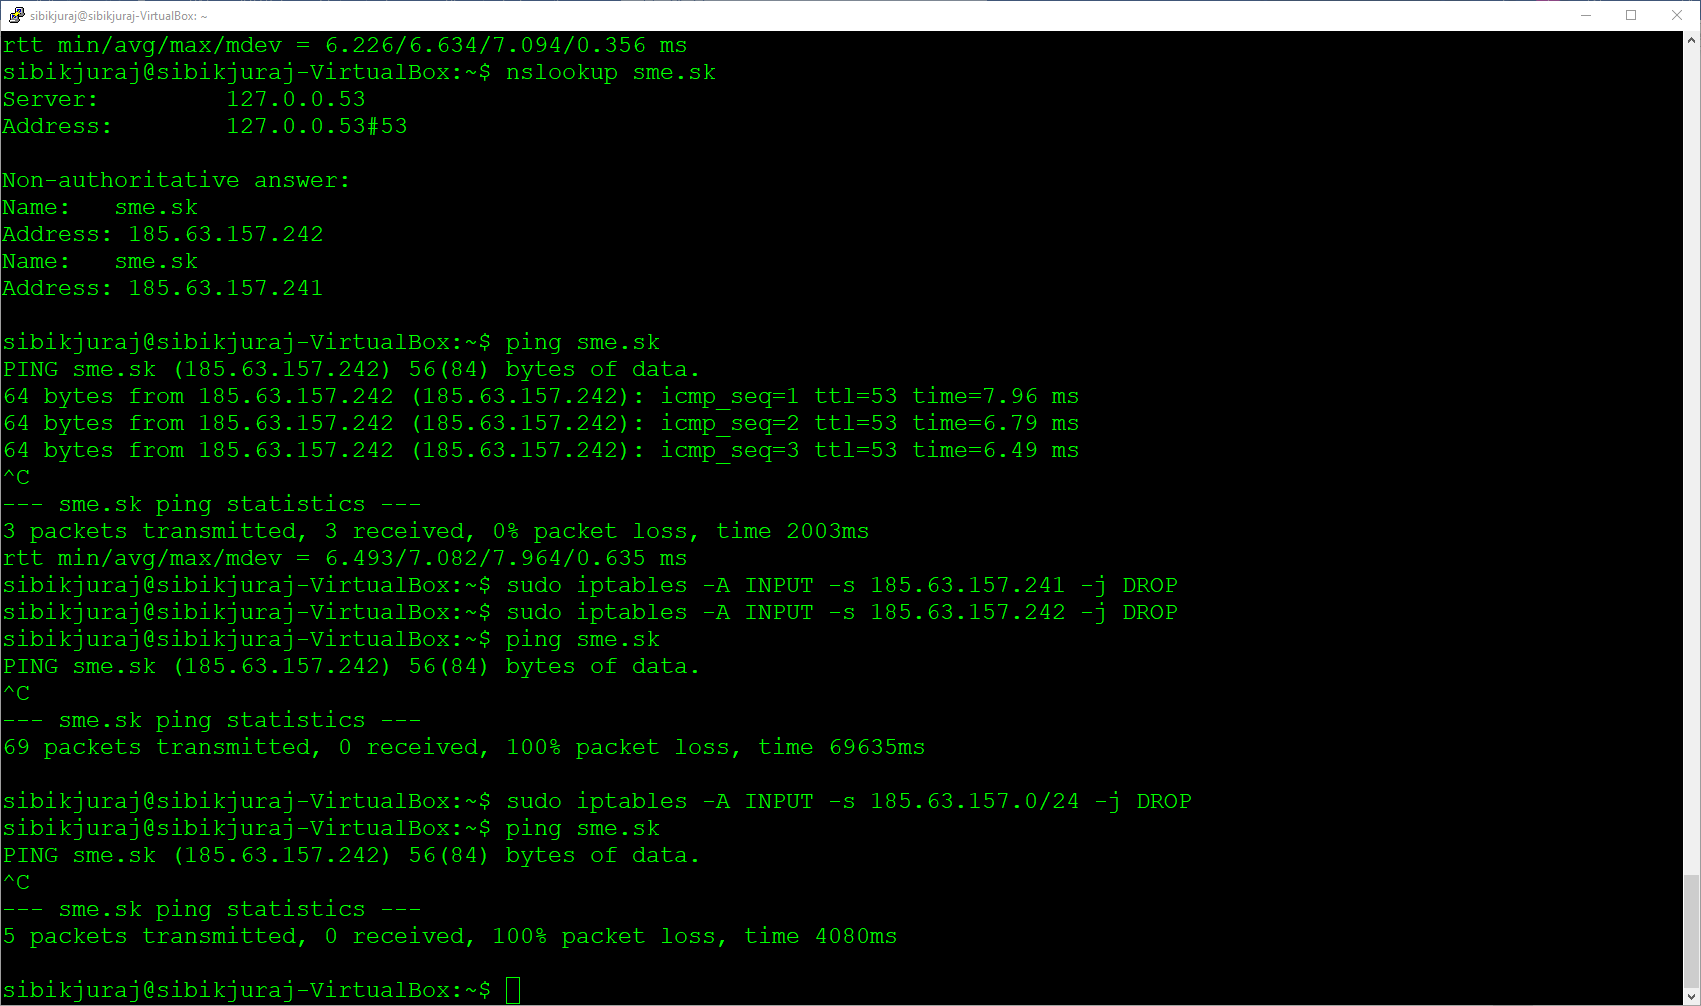 sibikjuraj@sibikjuraj-VirtualBox: ~
rtt min/avg/max/mdev = 6.226/6.634/7.094/0.356 ms
sibikjuraj@sibikjuraj-VirtualBox:~$ nslookup sme.sk
Server:         127.0.0.53
Address:        127.0.0.53#53

Non-authoritative answer:
Name:   sme.sk
Address: 185.63.157.242
Name:   sme.sk
Address: 185.63.157.241

sibikjuraj@sibikjuraj-VirtualBox:~$ ping sme.sk
PING sme.sk (185.63.157.242) 56(84) bytes of data.
64 bytes from 185.63.157.242 (185.63.157.242): icmp_seq=1 ttl=53 time=7.96 ms
64 bytes from 185.63.157.242 (185.63.157.242): icmp_seq=2 ttl=53 time=6.79 ms
64 bytes from 185.63.157.242 (185.63.157.242): icmp_seq=3 ttl=53 time=6.49 ms
^C
--- sme.sk ping statistics ---
3 packets transmitted, 3 received, 0% packet loss, time 2003ms
rtt min/avg/max/mdev = 6.493/7.082/7.964/0.635 ms
sibikjuraj@sibikjuraj-VirtualBox:~$ sudo iptables -A INPUT -s 185.63.157.241 -j DROP
sibikjuraj@sibikjuraj-VirtualBox:~$ sudo iptables -A INPUT -s 185.63.157.242 -j DROP
sibikjuraj@sibikjuraj-VirtualBox:~$ ping sme.sk
PING sme.sk (185.63.157.242) 56(84) bytes of data.
^C
--- sme.sk ping statistics ---
69 packets transmitted, 0 received, 100% packet loss, time 69635ms

sibikjuraj@sibikjuraj-VirtualBox:~$ sudo iptables -A INPUT -s 185.63.157.0/24 -j DROP
sibikjuraj@sibikjuraj-VirtualBox:~$ ping sme.sk
PING sme.sk (185.63.157.242) 56(84) bytes of data.
^C
--- sme.sk ping statistics ---
5 packets transmitted, 0 received, 100% packet loss, time 4080ms

sibikjuraj@sibikjuraj-VirtualBox:~$